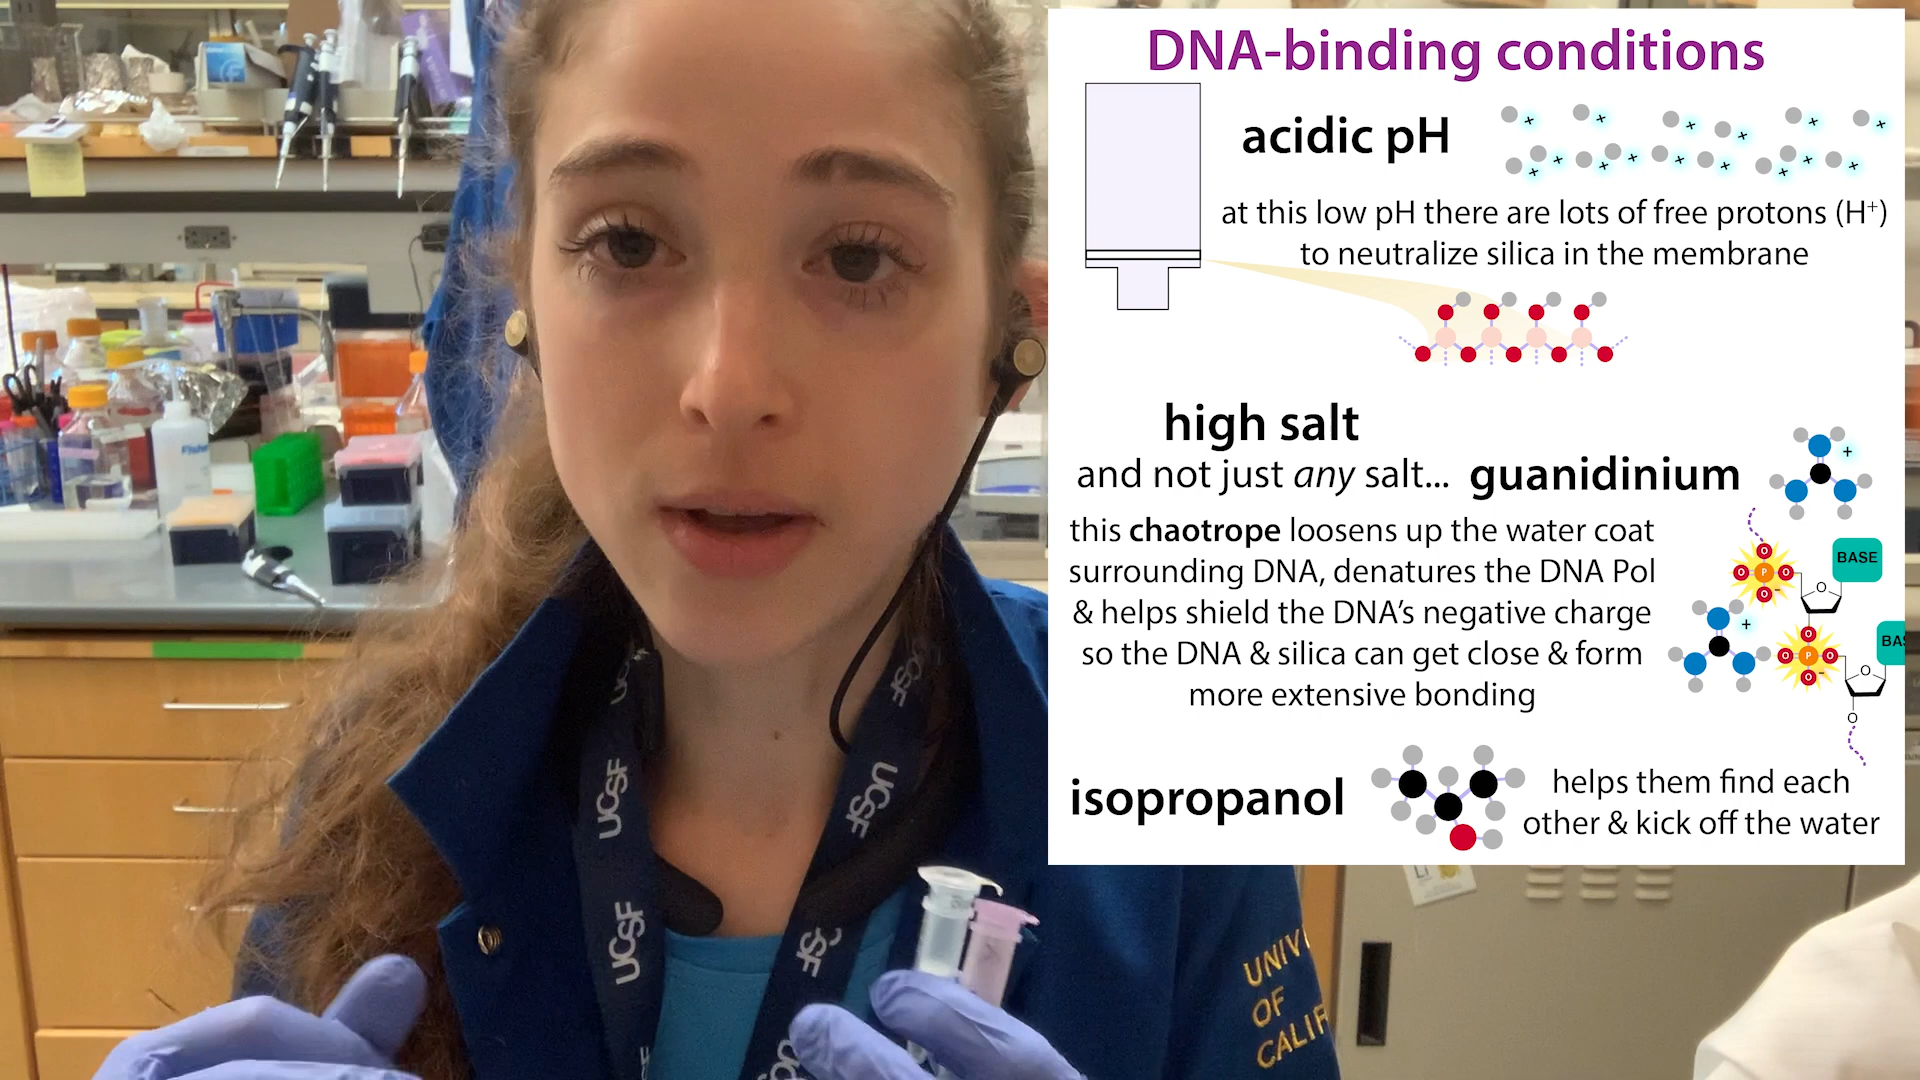 DNA-binding conditions
acidic pH
at this low pH there are lots of free protons (H⁺)
to neutralize silica in the membrane
high salt
and not just any salt... guanidinium
this chaotrope loosens up the water coat
surrounding DNA, denatures the DNA Pol
& helps shield the DNA's negative charge
so the DNA & silica can get close & form
more extensive bonding
BASE
O
O P O
O
O
O
O P O
O
O
O
isopropanol
helps them find each
other & kick off the water
UCSF
UCSF
UCSF
UCSF
UNIV
OF
CALIF